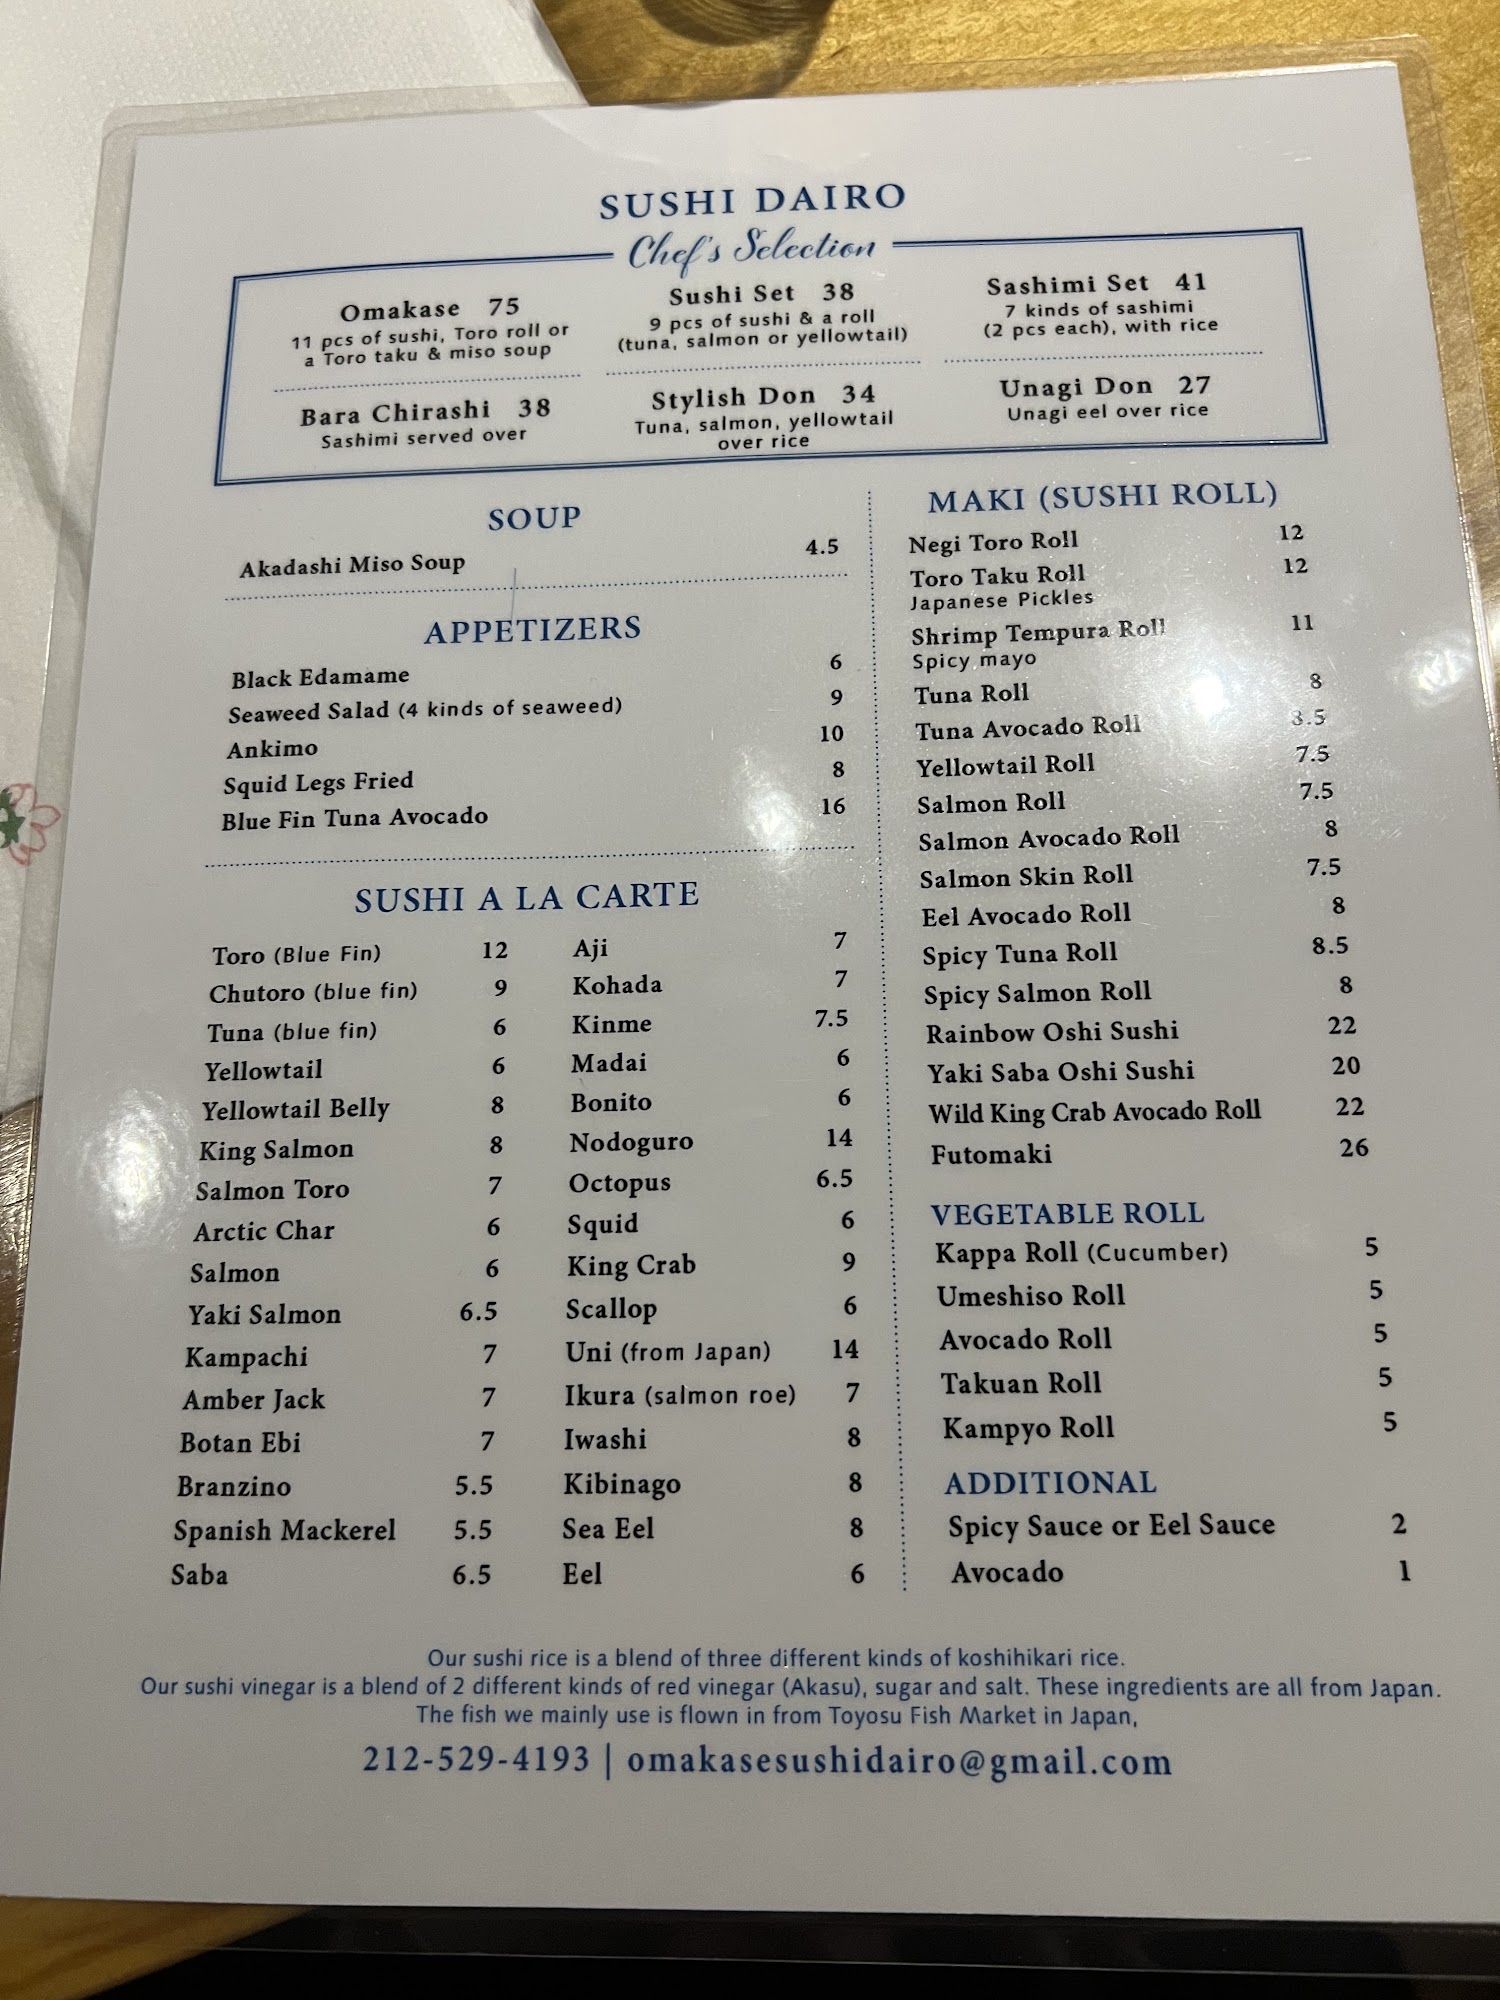 SUSHI DAIRO
Chef's Selection
Omakase 75
11 pcs of sushi, Toro roll or
a Toro taku & miso soup
Sushi Set 38
9 pcs of sushi & a roll
(tuna, salmon or yellowtail)
Sashimi Set 41
7 kinds of sashimi
(2 pcs each), with rice
Bara Chirashi 38
Sashimi served over
Stylish Don 34
Tuna, salmon, yellowtail
over rice
Unagi Don 27
Unagi eel over rice
SOUP
Akadashi Miso Soup 4.5
APPETIZERS
Black Edamame 6
Seaweed Salad (4 kinds of seaweed) 9
Ankimo 10
Squid Legs Fried 8
Blue Fin Tuna Avocado 16
SUSHI A LA CARTE
Toro (Blue Fin) 12
Chutoro (blue fin) 9
Tuna (blue fin) 6
Yellowtail 6
Yellowtail Belly 8
King Salmon 8
Salmon Toro 7
Arctic Char 6
Salmon 6
Yaki Salmon 6.5
Kampachi 7
Amber Jack 7
Botan Ebi 7
Branzino 5.5
Spanish Mackerel 5.5
Saba 6.5
Aji 7
Kohada 7
Kinme 7.5
Madai 6
Bonito 6
Nodoguro 14
Octopus 6.5
Squid 6
King Crab 9
Scallop 6
Uni (from Japan) 14
Ikura (salmon roe) 7
Iwashi 8
Kibinago 8
Sea Eel 8
Eel 6
MAKI (SUSHI ROLL)
Negi Toro Roll 12
Toro Taku Roll 12
Japanese Pickles
Shrimp Tempura Roll 11
Spicy mayo
Tuna Roll 8
Tuna Avocado Roll 8.5
Yellowtail Roll 7.5
Salmon Roll 7.5
Salmon Avocado Roll 8
Salmon Skin Roll 7.5
Eel Avocado Roll 8
Spicy Tuna Roll 8.5
Spicy Salmon Roll 8
Rainbow Oshi Sushi 22
Yaki Saba Oshi Sushi 20
Wild King Crab Avocado Roll 22
Futomaki 26
VEGETABLE ROLL
Kappa Roll (Cucumber) 5
Umeshiso Roll 5
Avocado Roll 5
Takuan Roll 5
Kampyo Roll 5
ADDITIONAL
Spicy Sauce or Eel Sauce 2
Avocado 1
Our sushi rice is a blend of three different kinds of koshihikari rice.
Our sushi vinegar is a blend of 2 different kinds of red vinegar (Akasu), sugar and salt. These ingredients are all from Japan.
The fish we mainly use is flown in from Toyosu Fish Market in Japan,
212-529-4193 | omakasesushidairo@gmail.com